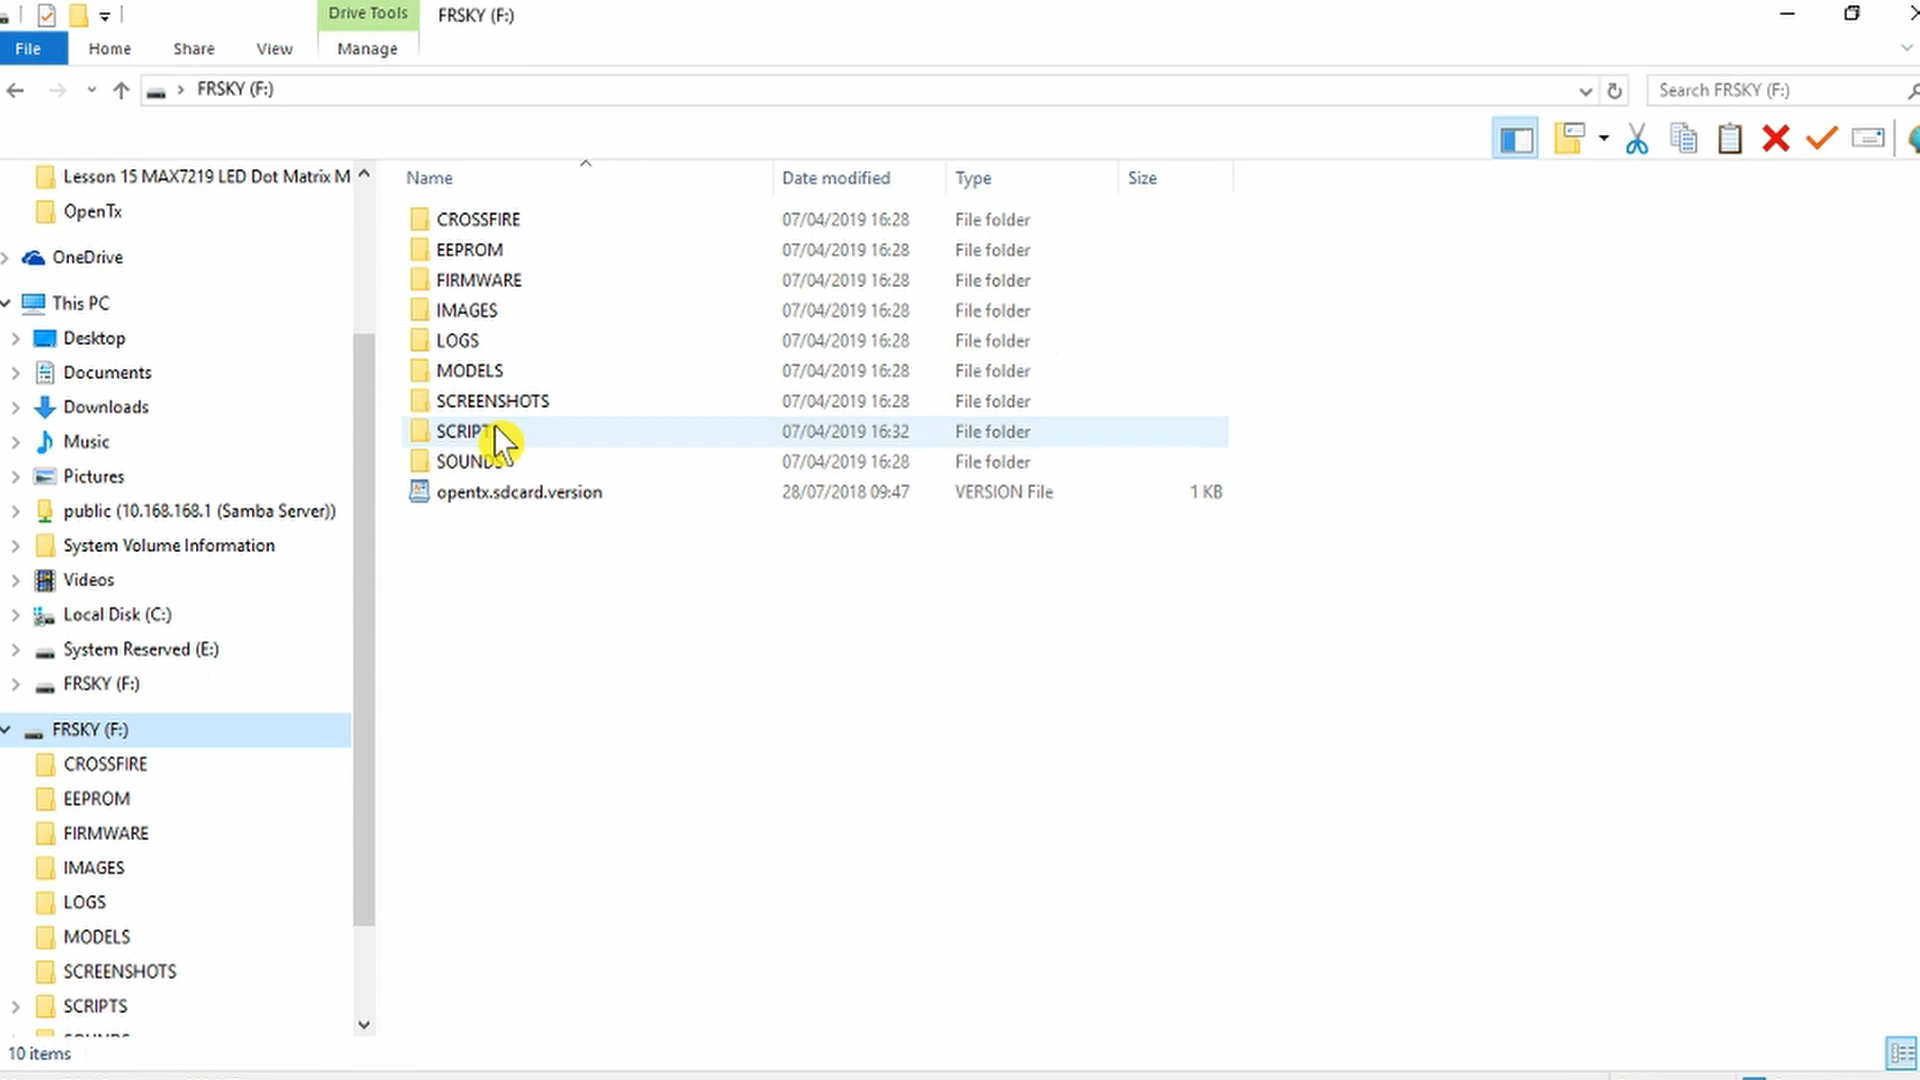 Drive Tools
FRSKY (F:)
File
Home
Share
View
Manage
FRSKY (F:)
Search FRSKY (F:)
Name
Date modified
Type
Size
Lesson 15 MAX7219 LED Dot Matrix M
OpenTx
OneDrive
This PC
Desktop
Documents
Downloads
Music
Pictures
public (10.168.168.1 (Samba Server))
System Volume Information
Videos
Local Disk (C:)
System Reserved (E:)
FRSKY (F:)
FRSKY (F:)
CROSSFIRE
EEPROM
FIRMWARE
IMAGES
LOGS
MODELS
SCREENSHOTS
SCRIPTS
CROSSFIRE 07/04/2019 16:28 File folder
EEPROM 07/04/2019 16:28 File folder
FIRMWARE 07/04/2019 16:28 File folder
IMAGES 07/04/2019 16:28 File folder
LOGS 07/04/2019 16:28 File folder
MODELS 07/04/2019 16:28 File folder
SCREENSHOTS 07/04/2019 16:28 File folder
SCRIPT 07/04/2019 16:32 File folder
SOUNDS 07/04/2019 16:28 File folder
opentx.sdcard.version 28/07/2018 09:47 VERSION File 1 KB
10 items